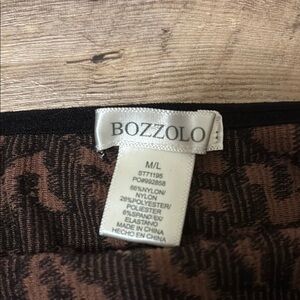 BOZZOLO
M/L
ST71195
PO#992858
66%NYLON/
NYLON
28%POLYESTER/
POLIESTER
6%SPANDEX/
ELASTANO
MADE IN CHINA
HECHO EN CHINA